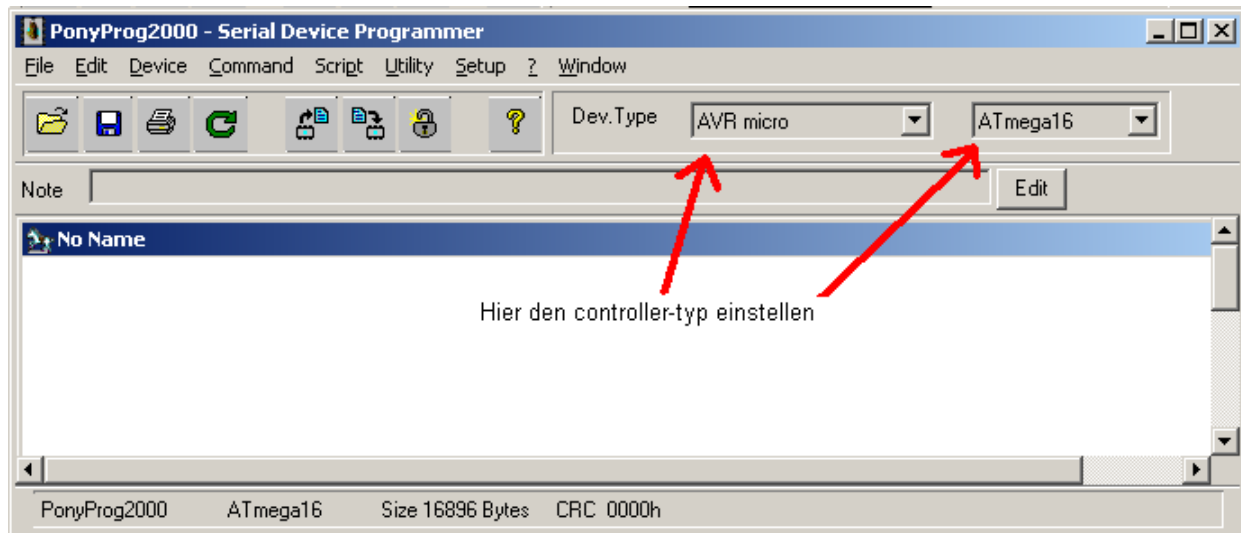 PonyProg2000 - Serial Device Programmer
File Edit Device Command Script Utility Setup ? Window
Dev.Type AVR micro ATmega16
Note Edit
No Name
Hier den controller-typ einstellen
PonyProg2000 ATmega16 Size 16896 Bytes CRC 0000h